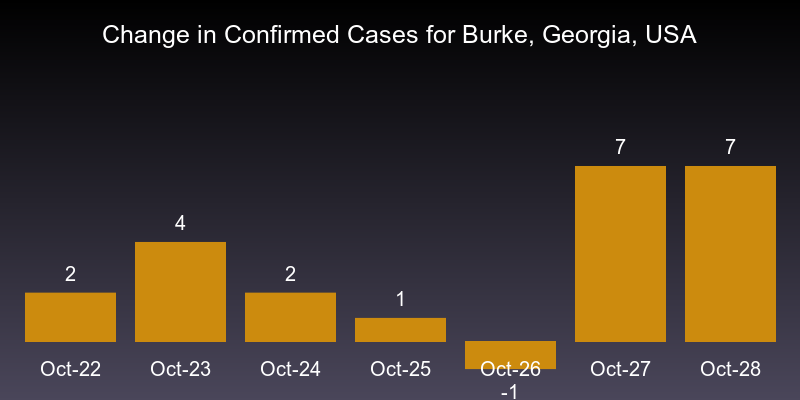 Change in Confirmed Cases for Burke, Georgia, USA
7 7
4
2 2
1
Oct-22 Oct-23 Oct-24 Oct-25 Oct-26 Oct-27 Oct-28
-1